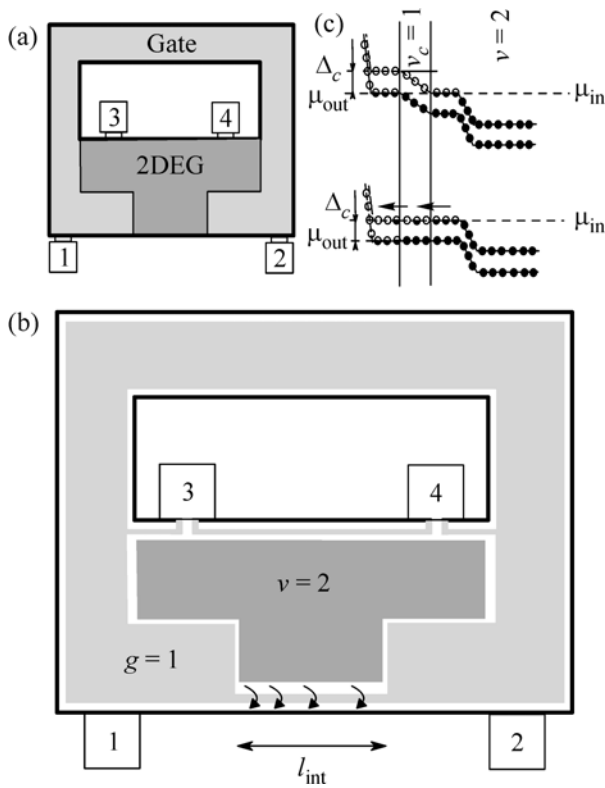 (a)
Gate
3
4
2DEG
1
2
(c)
Δc
μout
νc = 1
ν = 2
μin
Δc
μout
μin
(b)
3
4
ν = 2
g = 1
1
2
lint